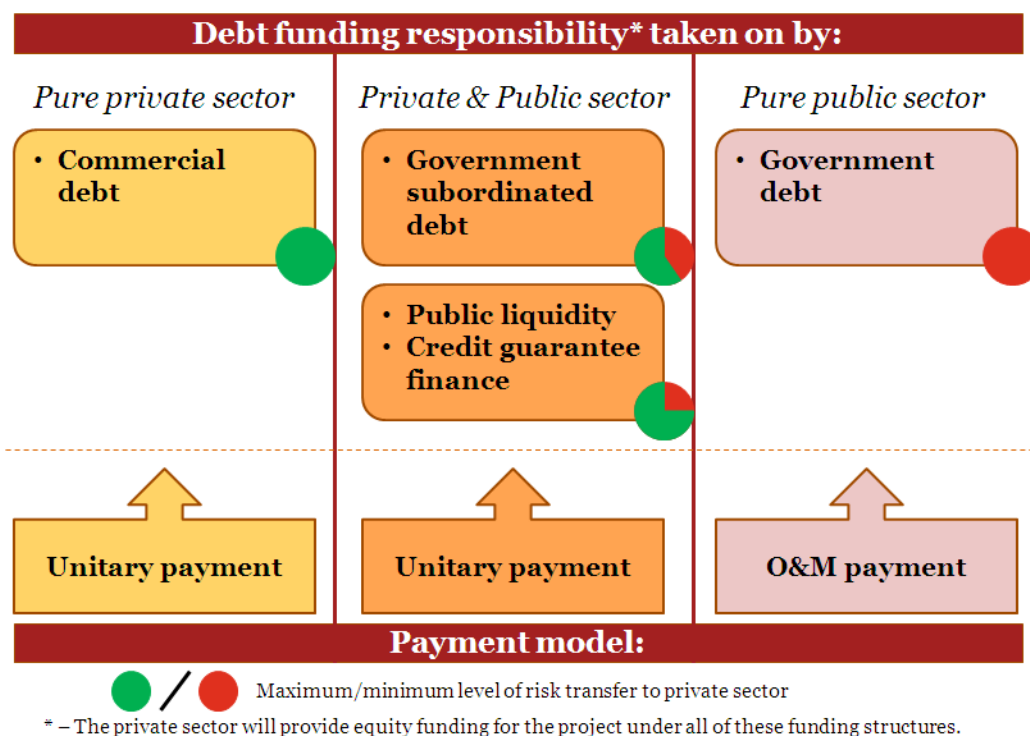 Debt funding responsibility* taken on by:
Pure private sector
Private & Public sector
Pure public sector
• Commercial
debt
• Government
subordinated
debt
• Government
debt
• Public liquidity
• Credit guarantee
finance
Unitary payment
Unitary payment
O&M payment
Payment model:
Maximum/minimum level of risk transfer to private sector
* – The private sector will provide equity funding for the project under all of these funding structures.